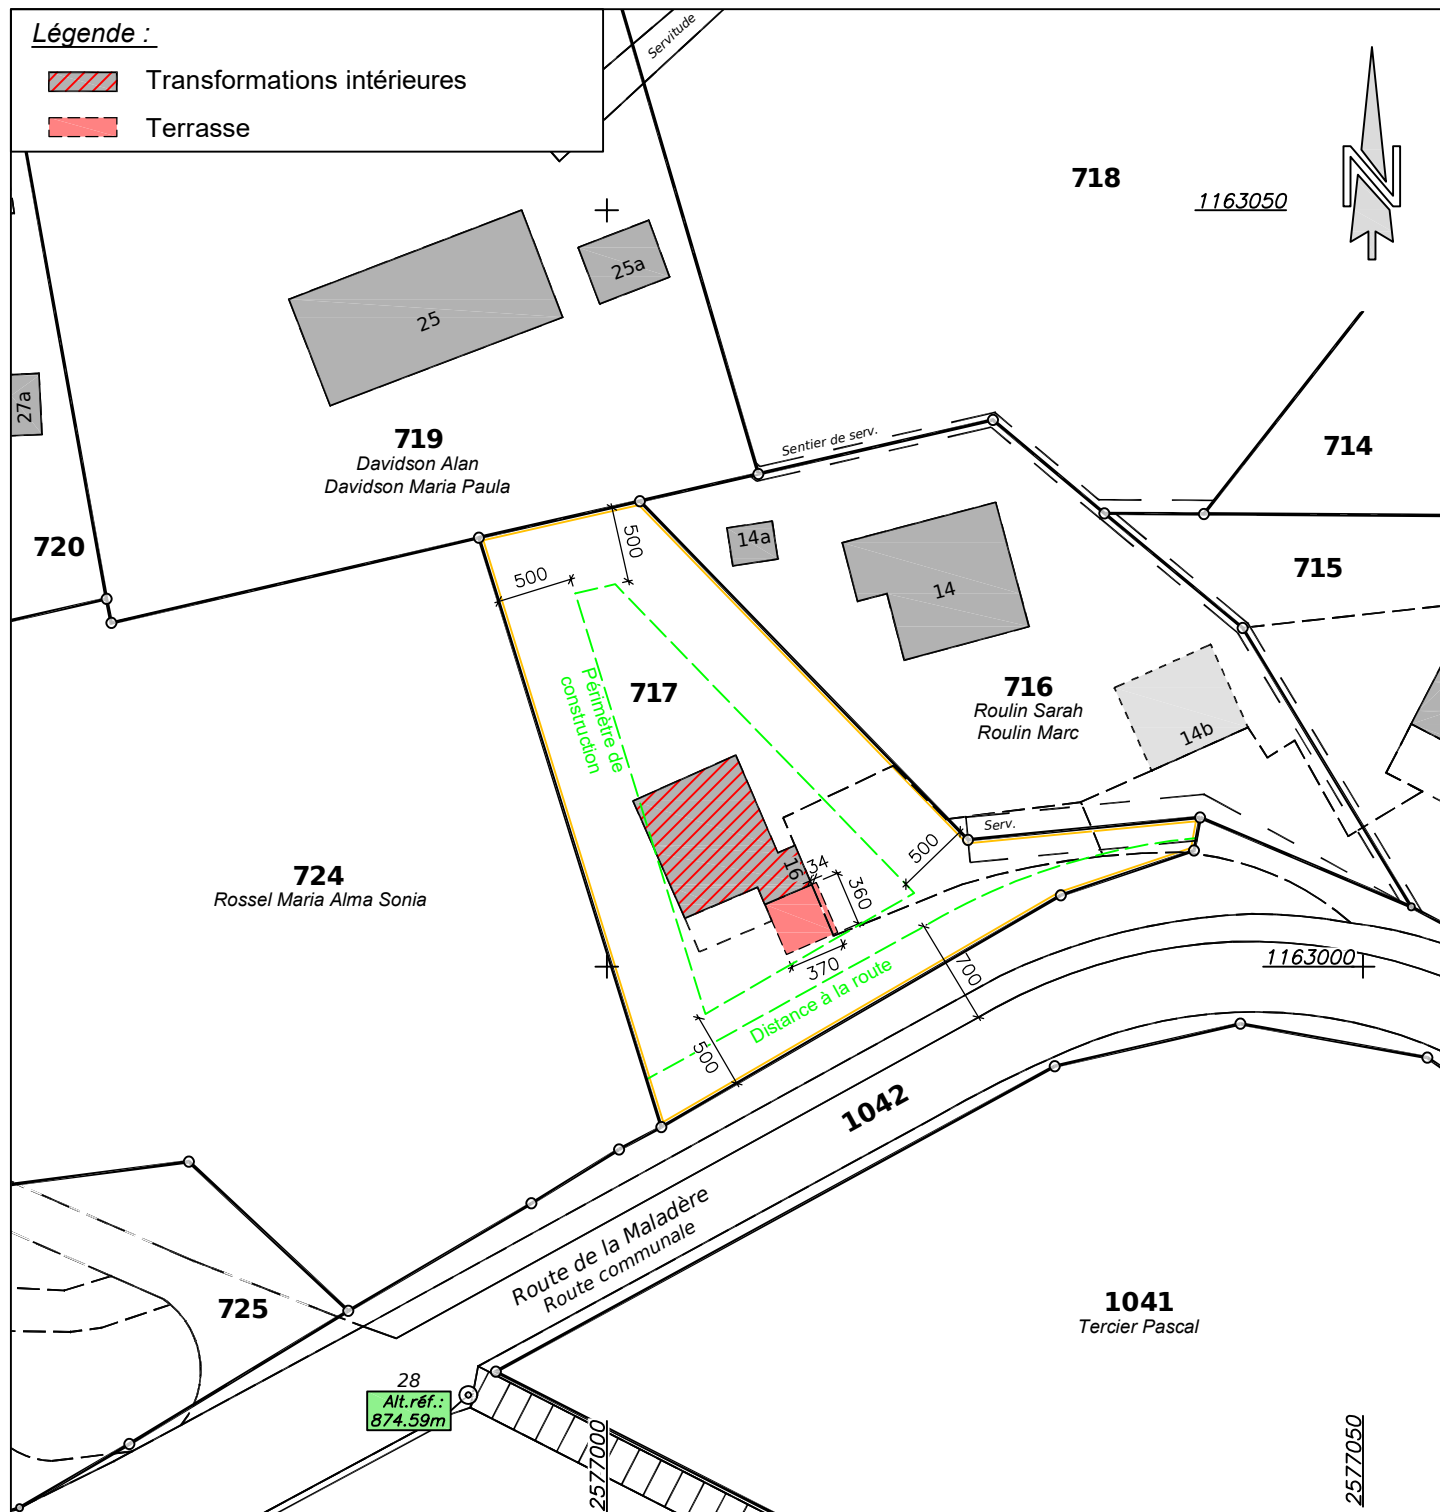 Légende :
Transformations intérieures
Terrasse
Servitude
718
1163050
25a
25
27a
719
Davidson Alan
Davidson Maria Paula
Sentier de serv.
714
720
500
14a
500
14
715
717
716
Roulin Sarah
Roulin Marc
Périmètre de
construction
14b
Serv.
500
724
Rossel Maria Alma Sonia
16
34
360
370
Distance à la route
700
1163000
500
1042
Route de la Maladère
Route communale
725
1041
Tercier Pascal
28
Alt.réf.:
874.59m
2577000
2577050